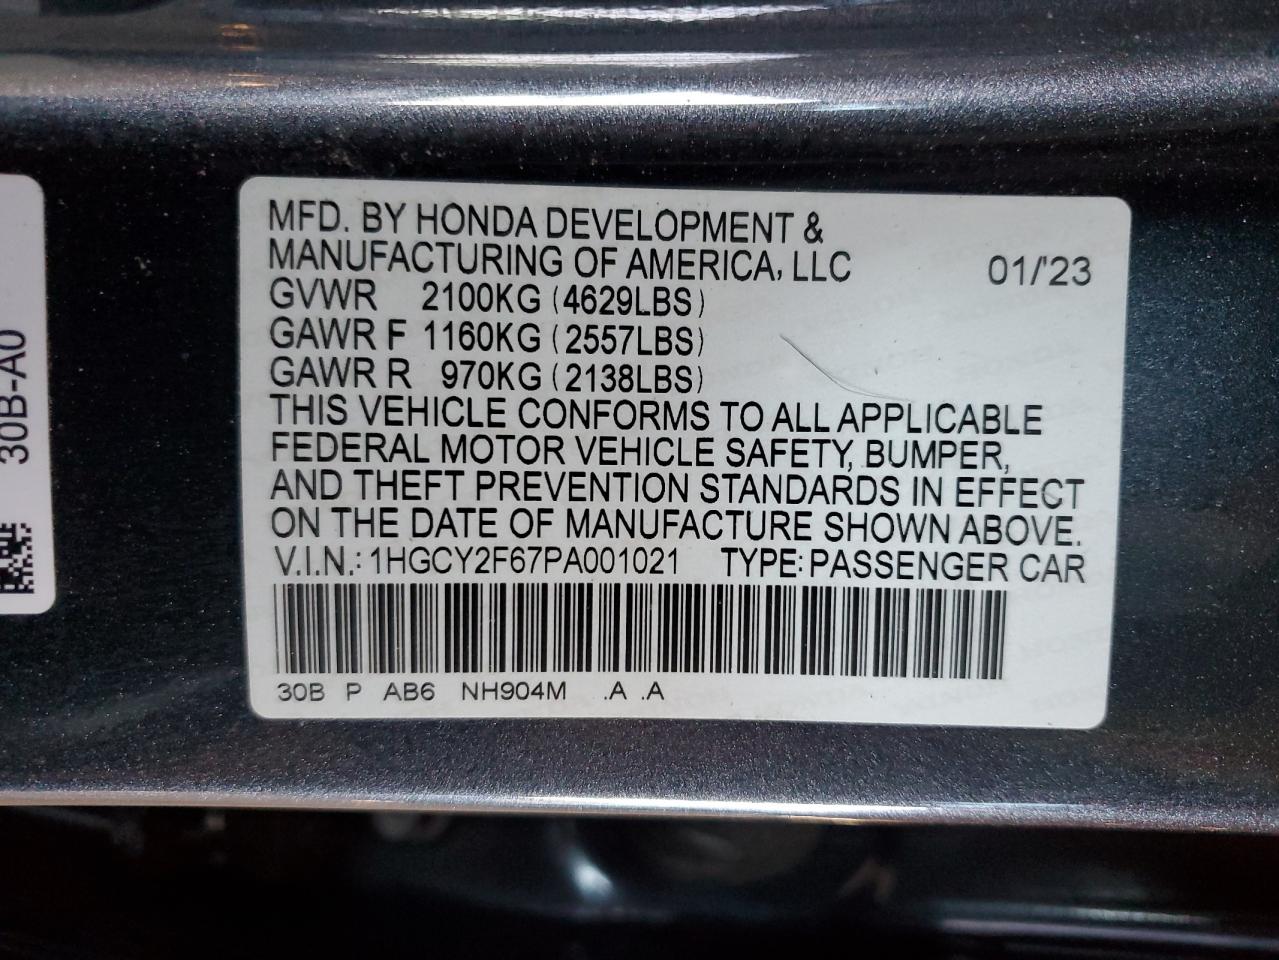 MFD. BY HONDA DEVELOPMENT &
MANUFACTURING OF AMERICA, LLC 01/'23
GVWR 2100KG (4629LBS)
GAWR F 1160KG (2557LBS)
GAWR R 970KG (2138LBS)
THIS VEHICLE CONFORMS TO ALL APPLICABLE
FEDERAL MOTOR VEHICLE SAFETY, BUMPER,
AND THEFT PREVENTION STANDARDS IN EFFECT
ON THE DATE OF MANUFACTURE SHOWN ABOVE.
V.I.N.: 1HGCY2F67PA001021 TYPE: PASSENGER CAR
30B P AB6 NH904M .A .A
30B-A0